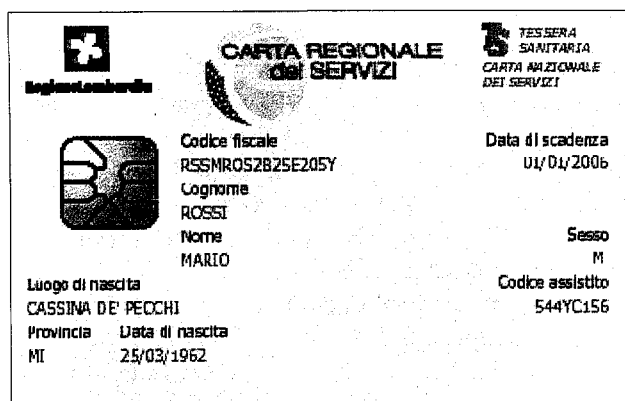 RegioneLombardia
CARTA REGIONALE
dei SERVIZI
TESSERA
SANITARIA
CARTA NAZIONALE
DEI SERVIZI
Codice fiscale
RSSMRO52B25E205Y
Data di scadenza
01/01/2006
Cognome
ROSSI
Nome
MARIO
Sesso
M
Luogo di nascita
CASSINA DE' PECCHI
Codice assistito
544YC156
Provincia Data di nascita
MI 25/03/1962